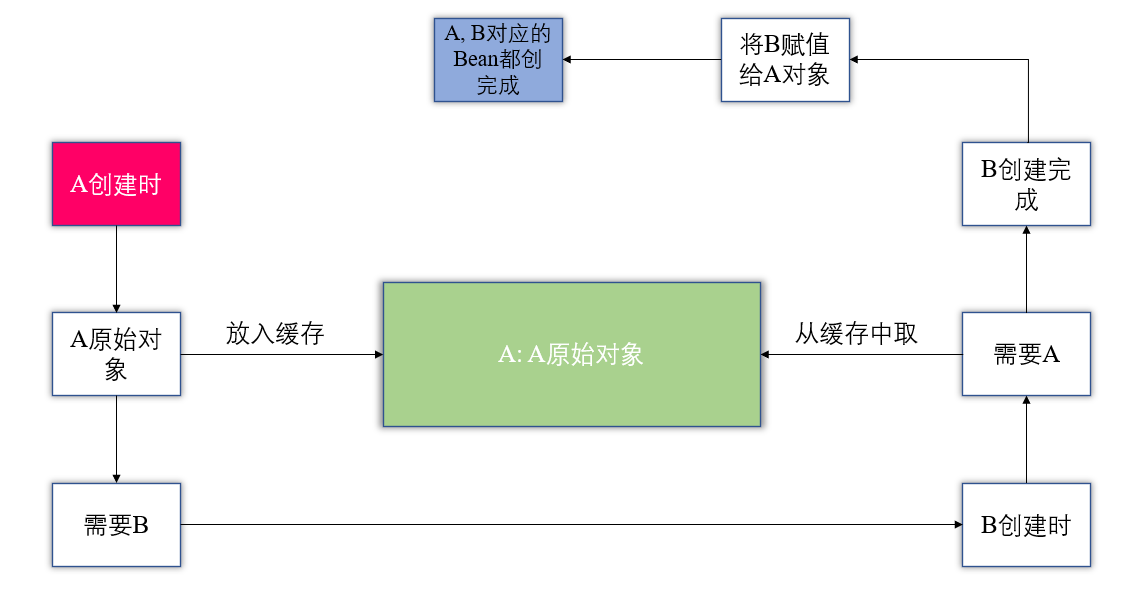 A, B对应的
Bean都创
完成
将B赋值
给A对象
A创建时
B创建完
成
A原始对
象
放入缓存
A: A原始对象
从缓存中取
需要A
需要B
B创建时